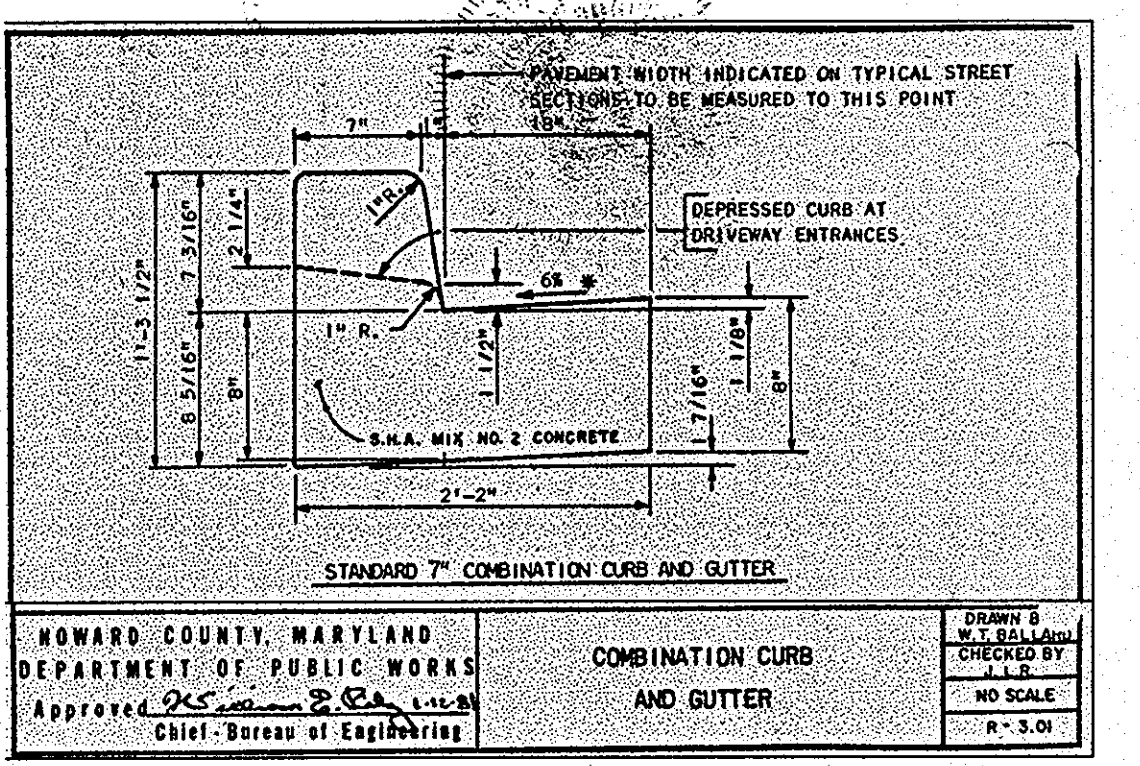 PAVEMENT WIDTH INDICATED ON TYPICAL STREET
SECTIONS TO BE MEASURED TO THIS POINT
7"
1"
18"
1'-3 1/2"
7 3/16"
2 1/4"
1"R.
DEPRESSED CURB AT
DRIVEWAY ENTRANCES
6% *
1" R.
8 5/16"
8"
1 1/2"
1 7/16"
1 1/8"
8"
S.H.A. MIX NO. 2 CONCRETE
2'-2"
STANDARD 7" COMBINATION CURB AND GUTTER
HOWARD COUNTY, MARYLAND
DEPARTMENT OF PUBLIC WORKS
Approved
Chief - Bureau of Engineering
COMBINATION CURB
AND GUTTER
DRAWN B
W.T. BALLARD
CHECKED BY
J.L.R.
NO SCALE
R - 3.01